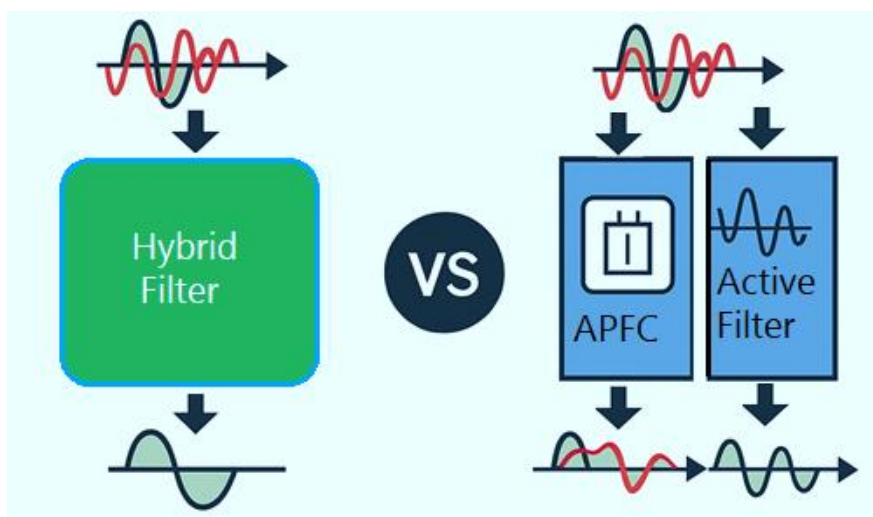 Hybrid
Filter
VS
APFC
Active
Filter